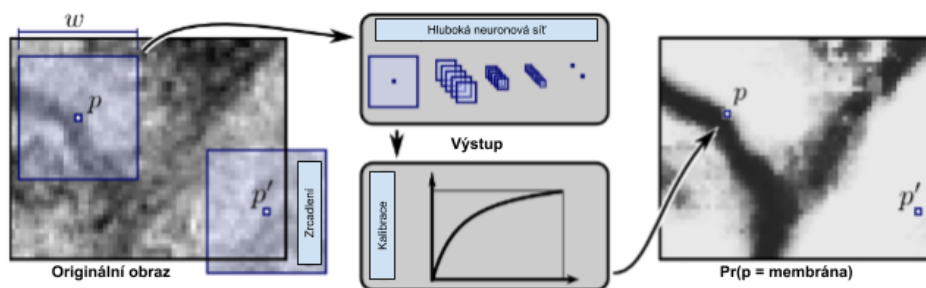 w
Hluboká neuronová síť
p
p
Výstup
Zrcadlení
p'
Kalibrace
p'
Originální obraz
Pr(p = membrána)